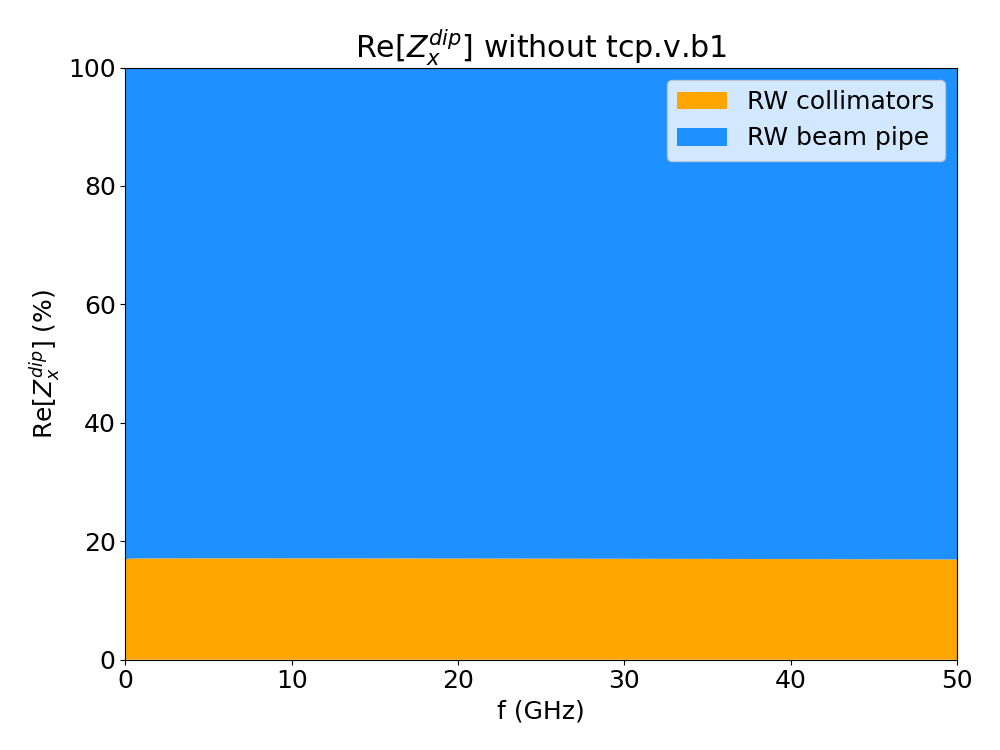 Re[$Z_x^{dip}$] without tcp.v.b1
100
80
60
40
20
0
Re[$Z_x^{dip}$] (%)
RW collimators
RW beam pipe
0 10 20 30 40 50
f (GHz)